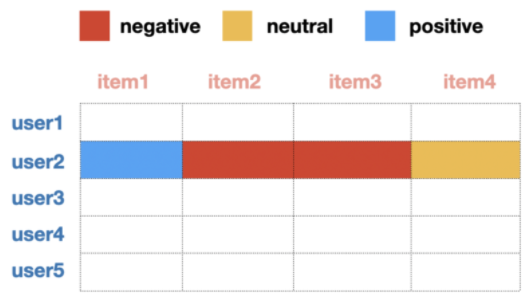 negative neutral positive
item1 item2 item3 item4
user1
user2
user3
user4
user5